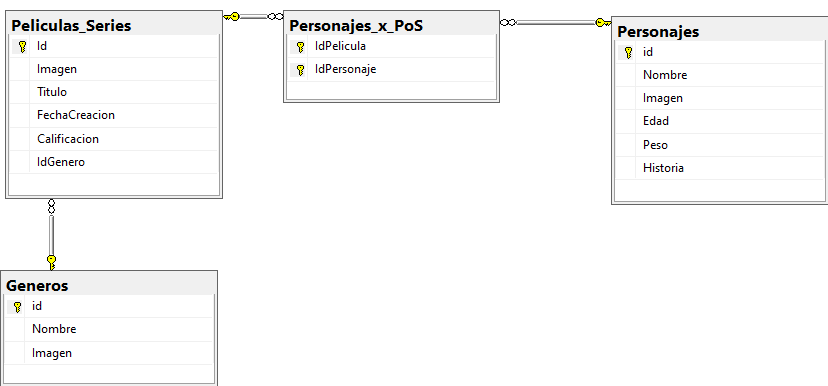 Peliculas_Series
Id
Imagen
Titulo
FechaCreacion
Calificacion
IdGenero
Personajes_x_PoS
IdPelicula
IdPersonaje
Personajes
id
Nombre
Imagen
Edad
Peso
Historia
Generos
id
Nombre
Imagen